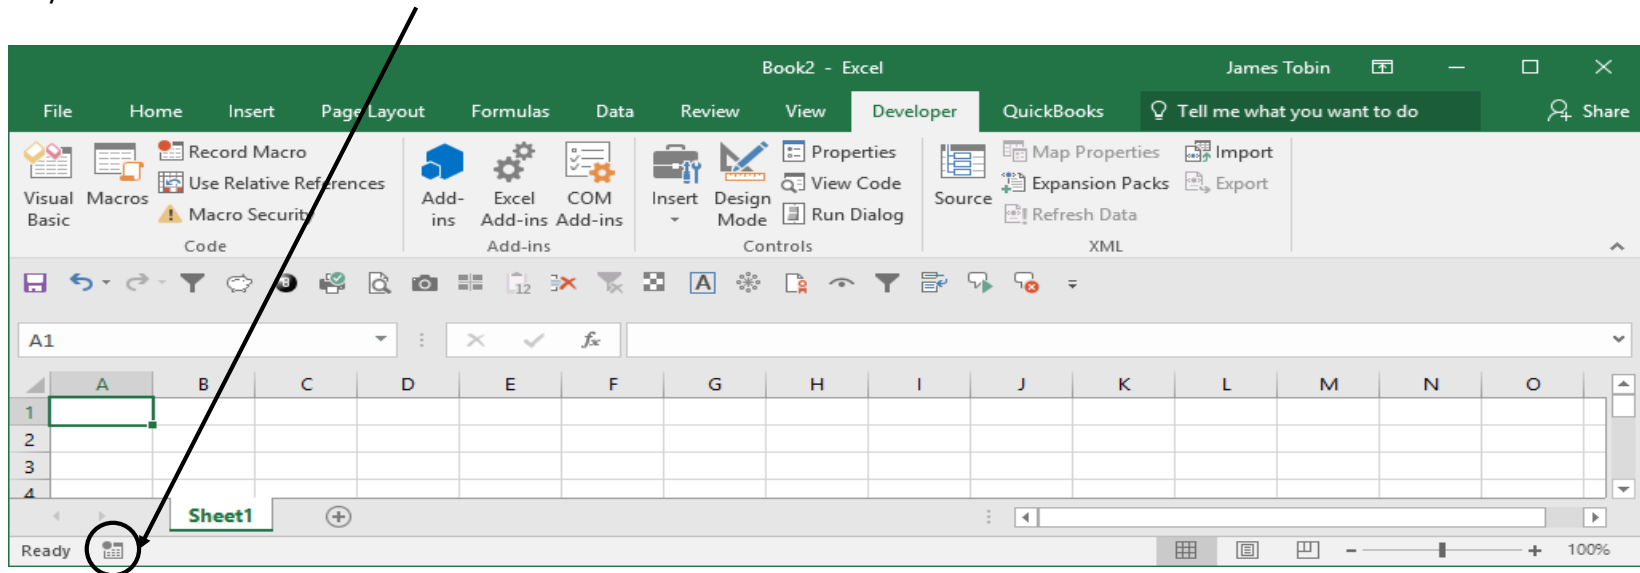 Book2 - Excel James Tobin
File Home Insert Page Layout Formulas Data Review View Developer QuickBooks Tell me what you want to do Share
Visual Basic
Macros
Record Macro
Use Relative References
Macro Security
Code
Add-ins
Excel Add-ins
COM Add-ins
Add-ins
Insert
Design Mode
Properties
View Code
Run Dialog
Controls
Source
Map Properties
Expansion Packs
Refresh Data
Import
Export
XML
A1 fx
A B C D E F G H I J K L M N O
1
2
3
4
Sheet1
Ready 100%